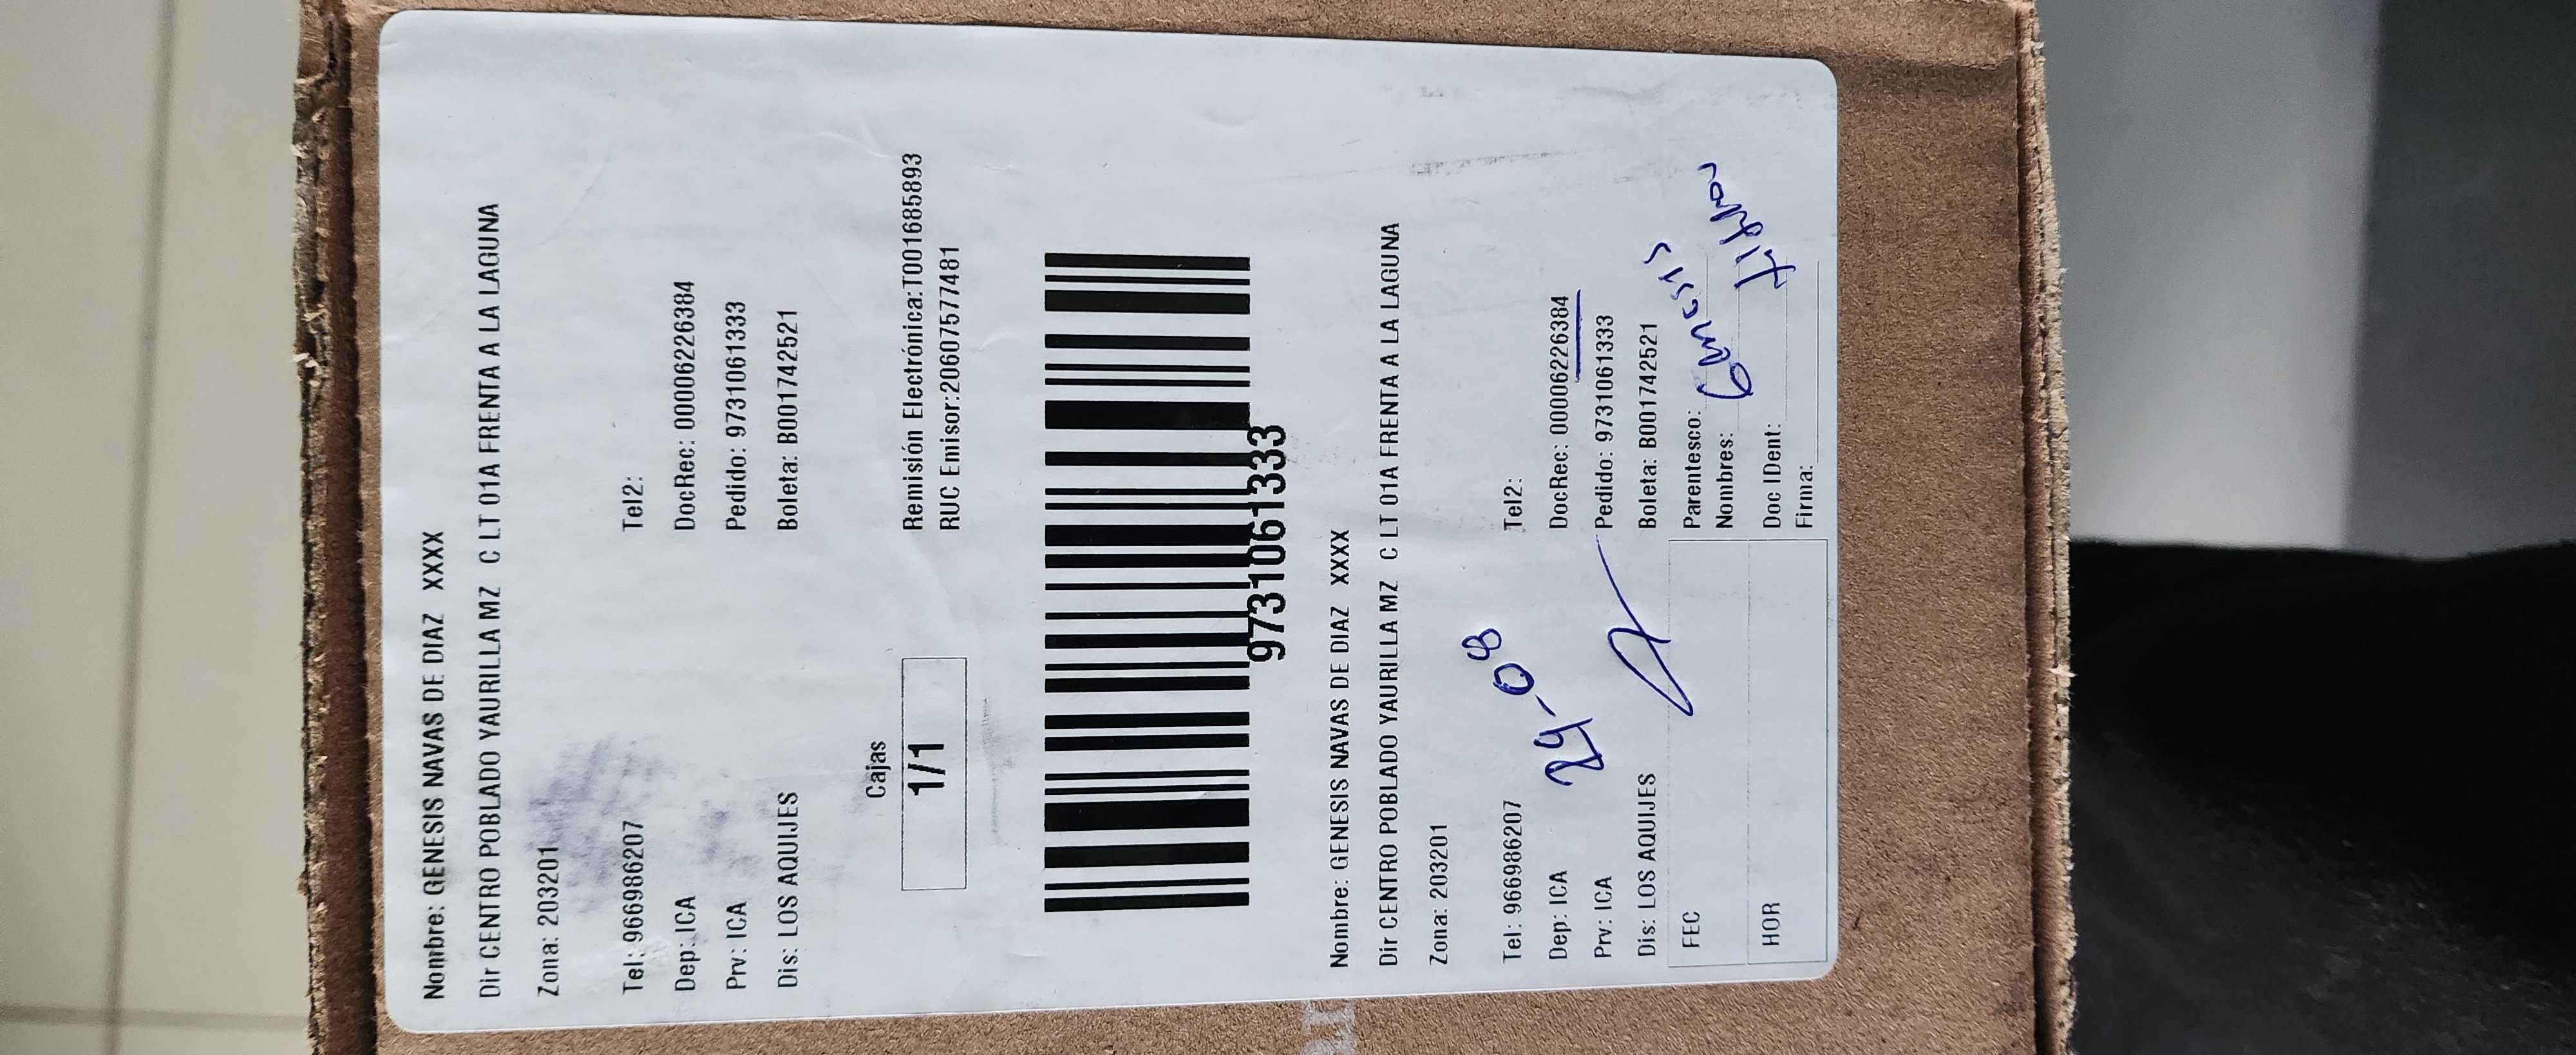 Nombre: GENESIS NAVAS DE DIAZ XXXX
Dir CENTRO POBLADO YAURILLA MZ C LT 01A FRENTA A LA LAGUNA
Zona: 203201
Tel: 966986207 Tel2:
Dep: ICA DocRec: 00006226384
Prv: ICA Pedido: 9731061333
Dis: LOS AQUIJES Boleta: B001742521
Cajas
1/1
Remisión Electrónica:T001685893
RUC Emisor:20607577481
9731061333
Nombre: GENESIS NAVAS DE DIAZ XXXX
Dir CENTRO POBLADO YAURILLA MZ C LT 01A FRENTA A LA LAGUNA
Zona: 203201
29-08
Tel: 966986207 Tel2:
Dep: ICA DocRec: 00006226384
Prv: ICA Pedido: 9731061333
Dis: LOS AQUIJES Boleta: B001742521
FEC
HOR
Parentesco:
Nombres: Genesis
Doc IDent:
Firma: